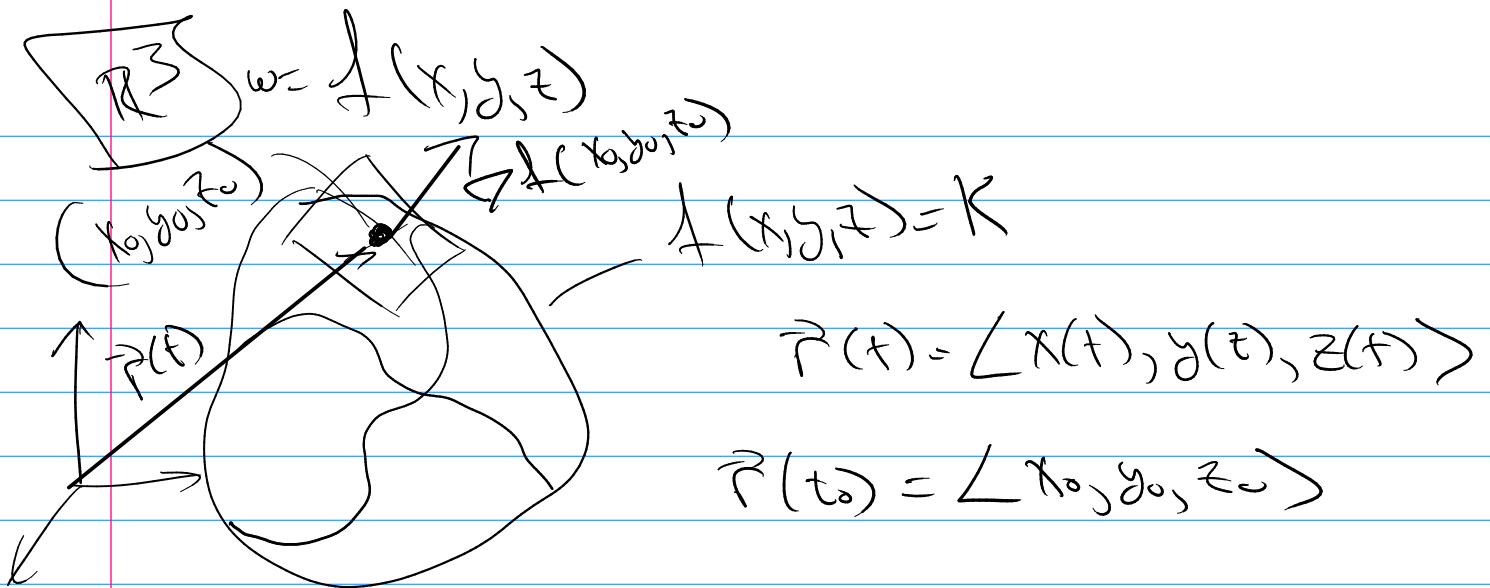 ℝ³ w = f(x, y, z)
∇f(x₀, y₀, z₀)
(x₀, y₀, z₀)
f(x, y, z) = K
r⃗(t)
r⃗(t) = ⟨x(t), y(t), z(t)⟩
r⃗(t₀) = ⟨x₀, y₀, z₀⟩